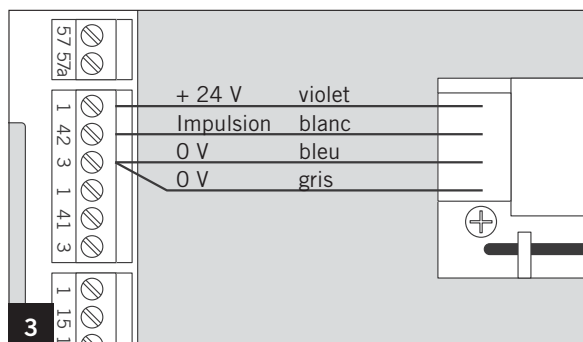 57
57a
1 + 24 V violet
42 Impulsion blanc
3 0 V bleu
1 0 V gris
41
3
1
15
3